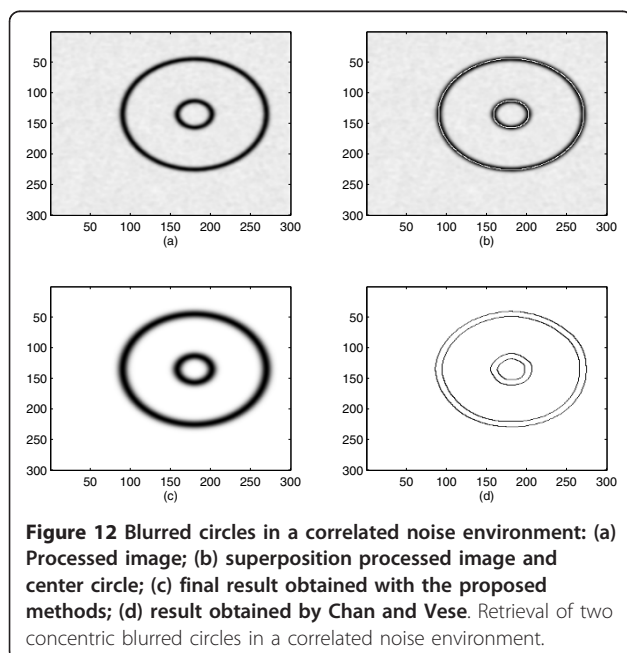 50
100
150
200
250
300
50 100 150 200 250 300
(a)
50
100
150
200
250
300
50 100 150 200 250 300
(b)
50
100
150
200
250
300
50 100 150 200 250 300
(c)
50
100
150
200
250
300
50 100 150 200 250 300
(d)
Figure 12 Blurred circles in a correlated noise environment: (a)
Processed image; (b) superposition processed image and
center circle; (c) final result obtained with the proposed
methods; (d) result obtained by Chan and Vese. Retrieval of two
concentric blurred circles in a correlated noise environment.